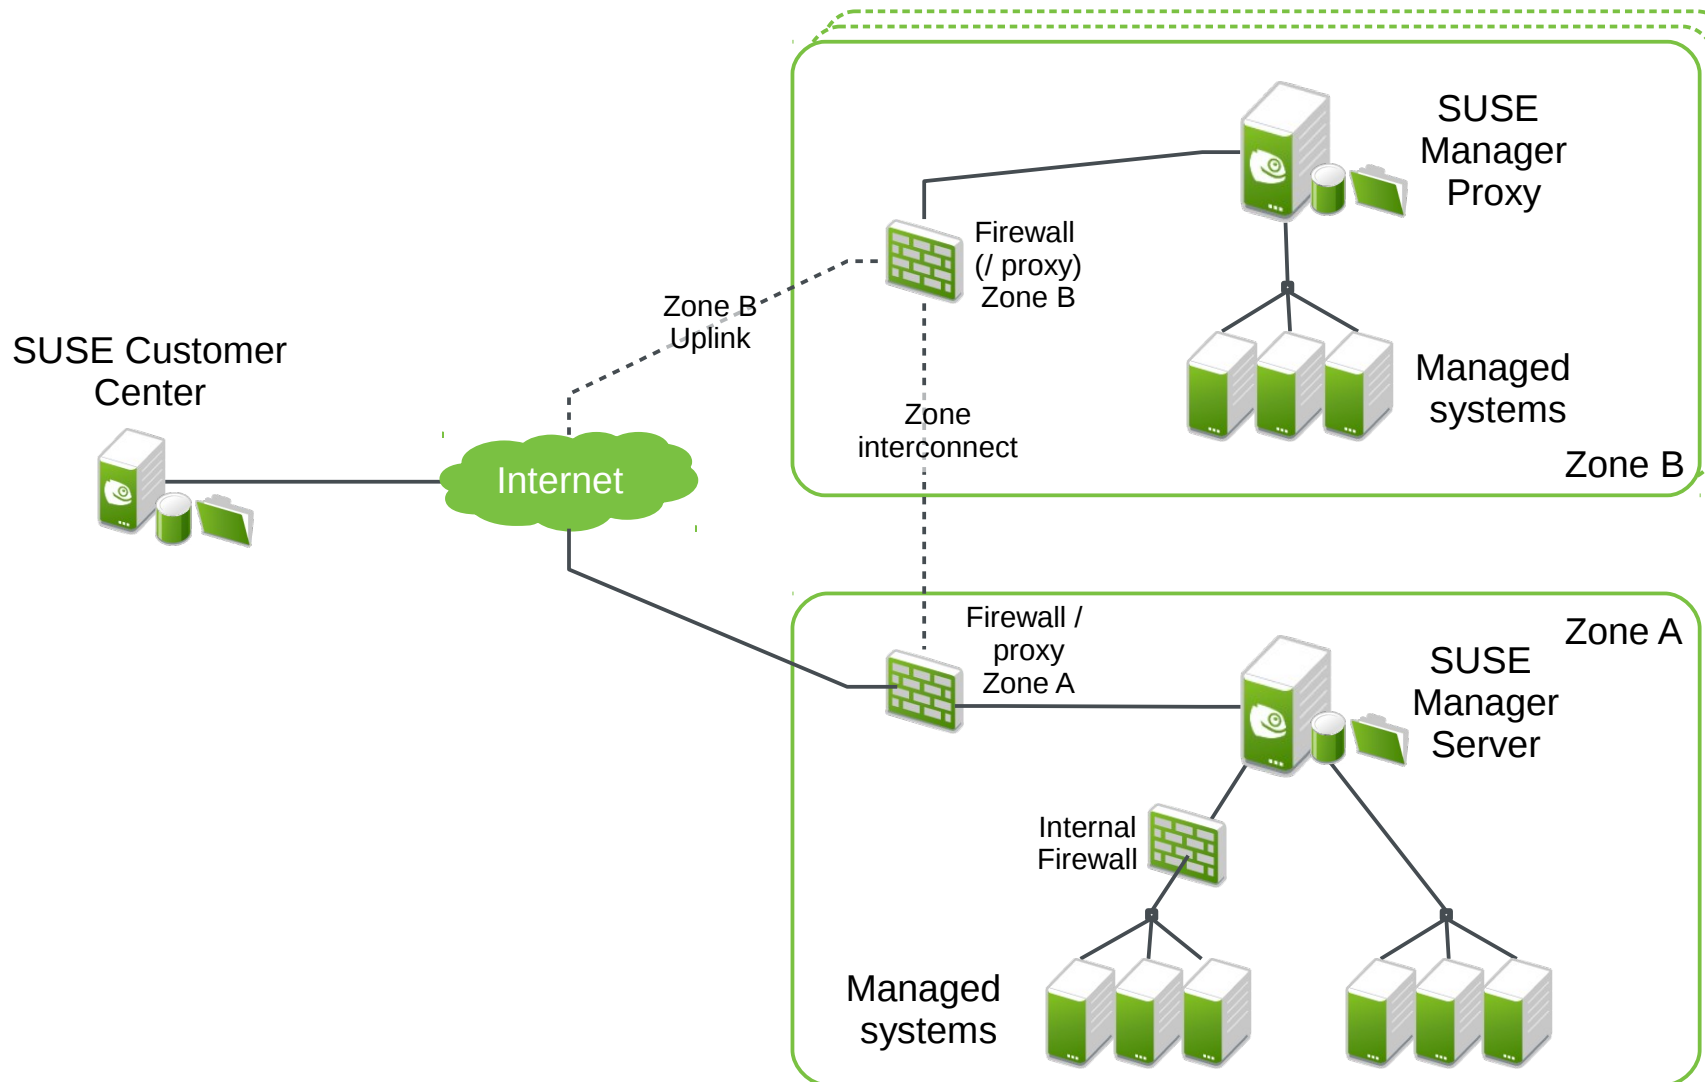 SUSE
Manager
Proxy
Firewall
(/ proxy)
Zone B
Zone B
Uplink
SUSE Customer
Center
Managed
systems
Zone
interconnect
Zone B
Internet
Firewall /
proxy
Zone A
Zone A
SUSE
Manager
Server
Internal
Firewall
Managed
systems